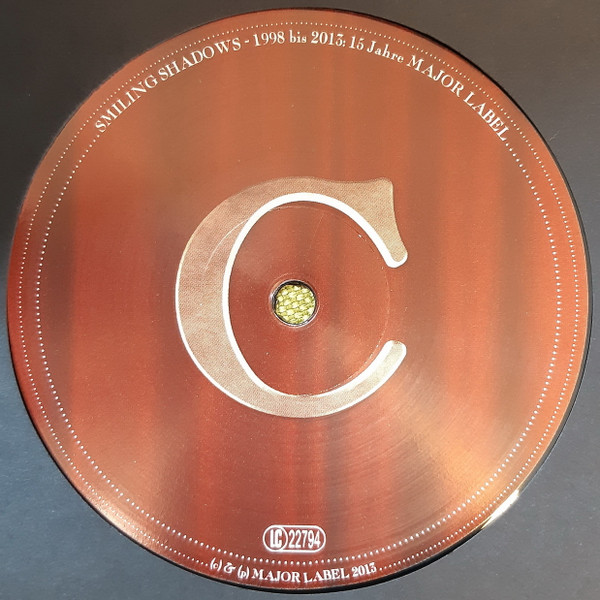 SMILING SHADOWS - 1998 bis 2013: 15 Jahre MAJOR LABEL
C
LC 22794
(c) & (p) MAJOR LABEL 2013